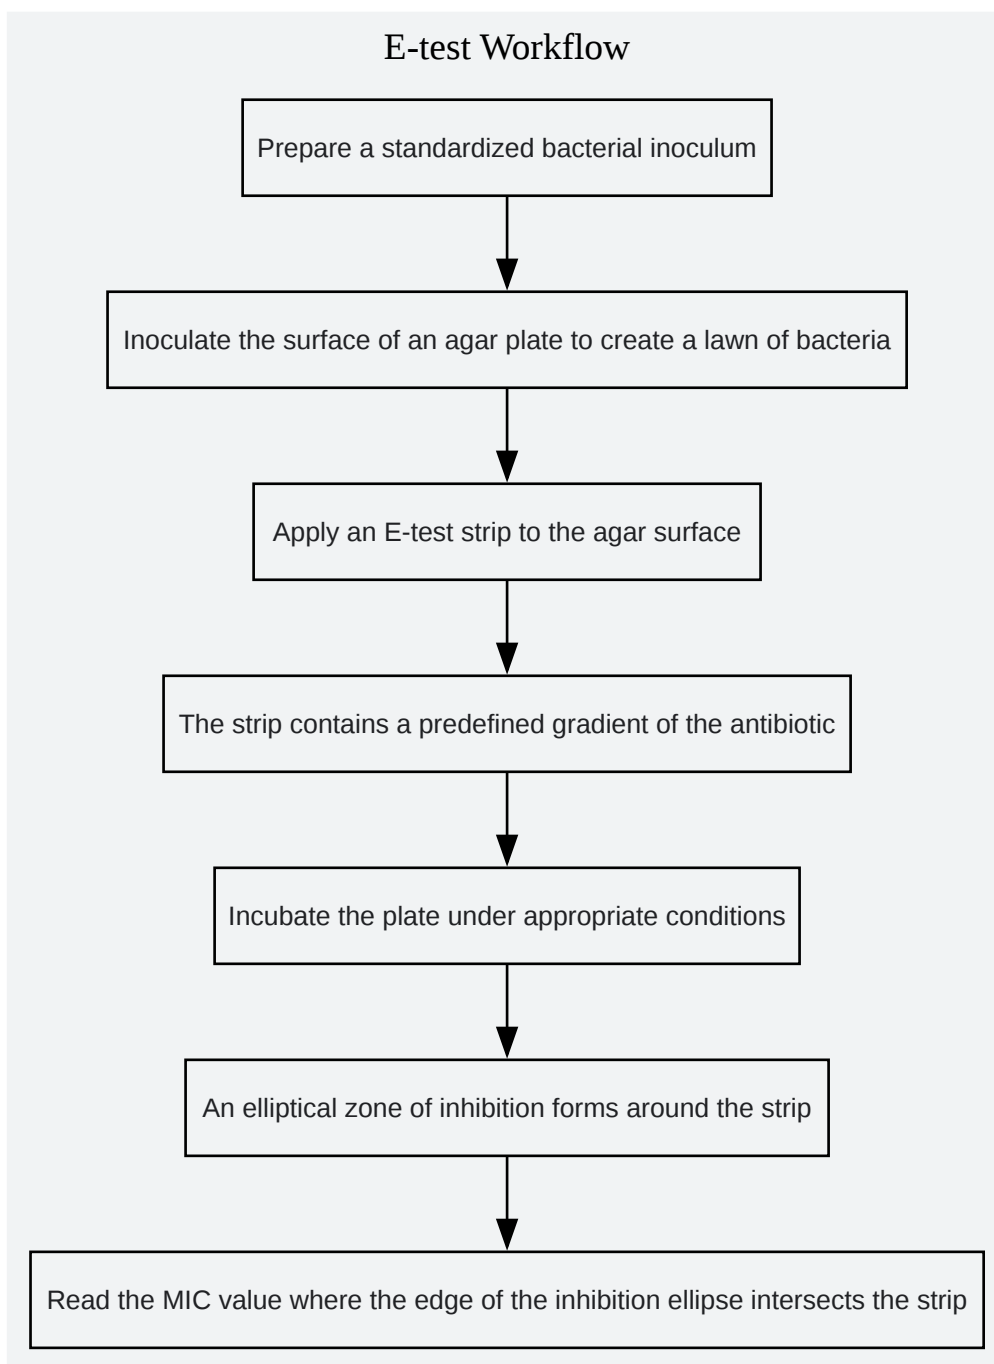 E-test Workflow
Prepare a standardized bacterial inoculum
Inoculate the surface of an agar plate to create a lawn of bacteria
Apply an E-test strip to the agar surface
The strip contains a predefined gradient of the antibiotic
Incubate the plate under appropriate conditions
An elliptical zone of inhibition forms around the strip
Read the MIC value where the edge of the inhibition ellipse intersects the strip